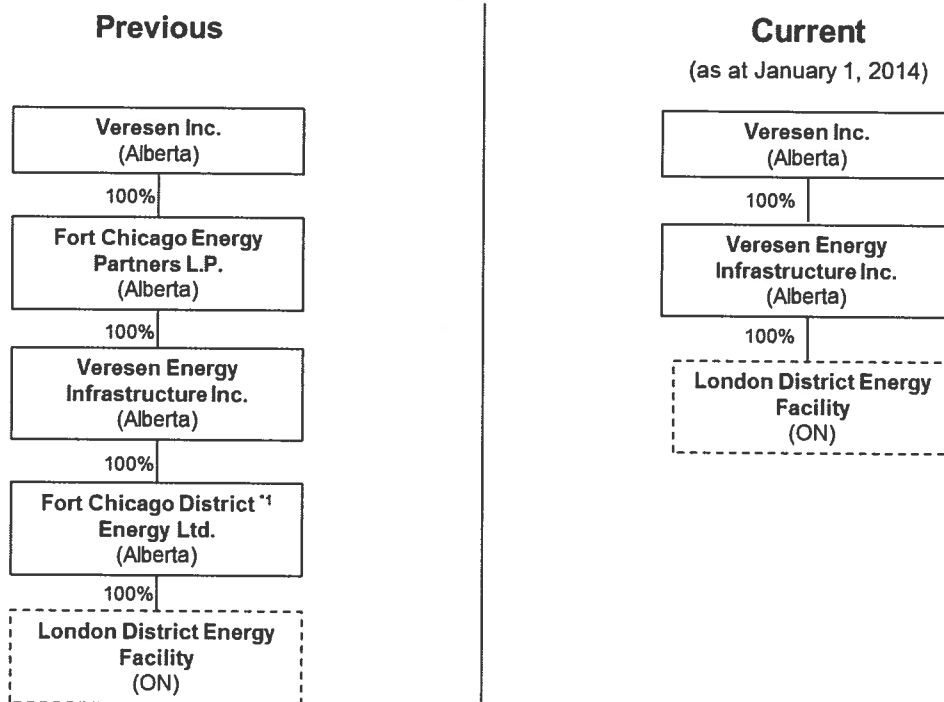 Previous
Veresen Inc.
(Alberta)
100%
Fort Chicago Energy
Partners L.P.
(Alberta)
100%
Veresen Energy
Infrastructure Inc.
(Alberta)
100%
Fort Chicago District *1
Energy Ltd.
(Alberta)
100%
London District Energy
Facility
(ON)
Current
(as at January 1, 2014)
Veresen Inc.
(Alberta)
100%
Veresen Energy
Infrastructure Inc.
(Alberta)
100%
London District Energy
Facility
(ON)